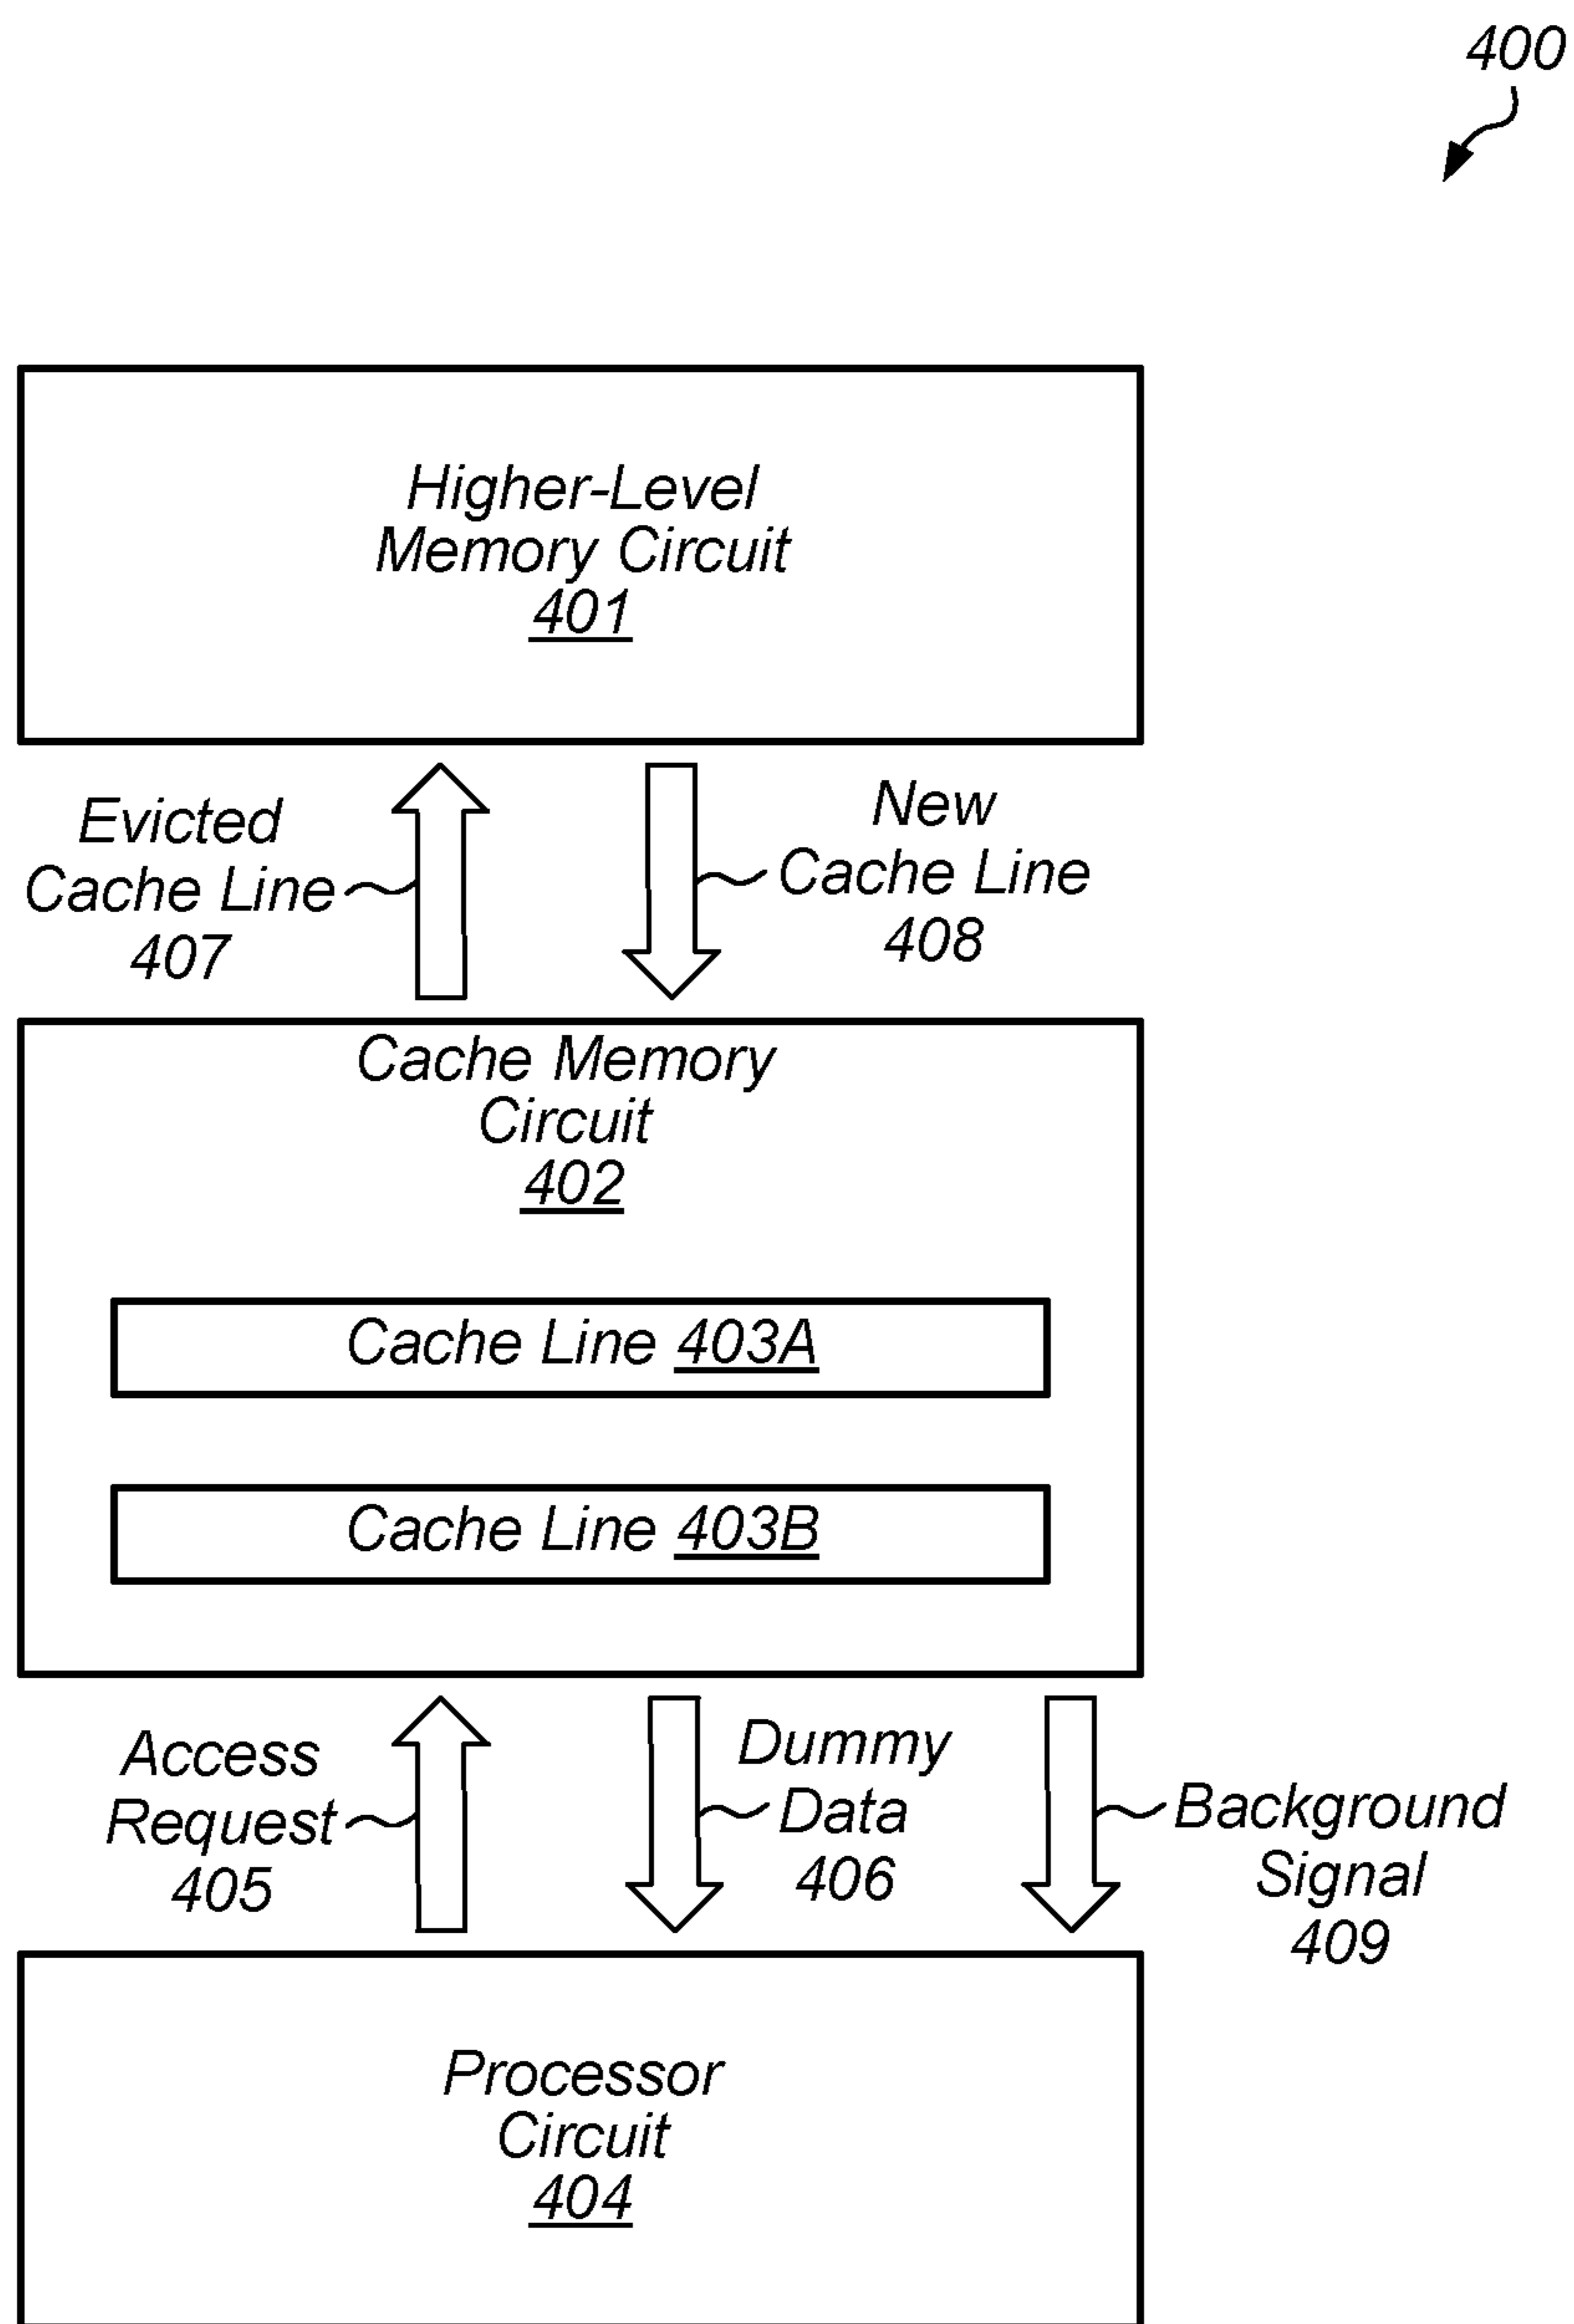 400
Higher-Level
Memory Circuit
401
Evicted
Cache Line
407
New
Cache Line
408
Cache Memory
Circuit
402
Cache Line 403A
Cache Line 403B
Access
Request
405
Dummy
Data
406
Background
Signal
409
Processor
Circuit
404